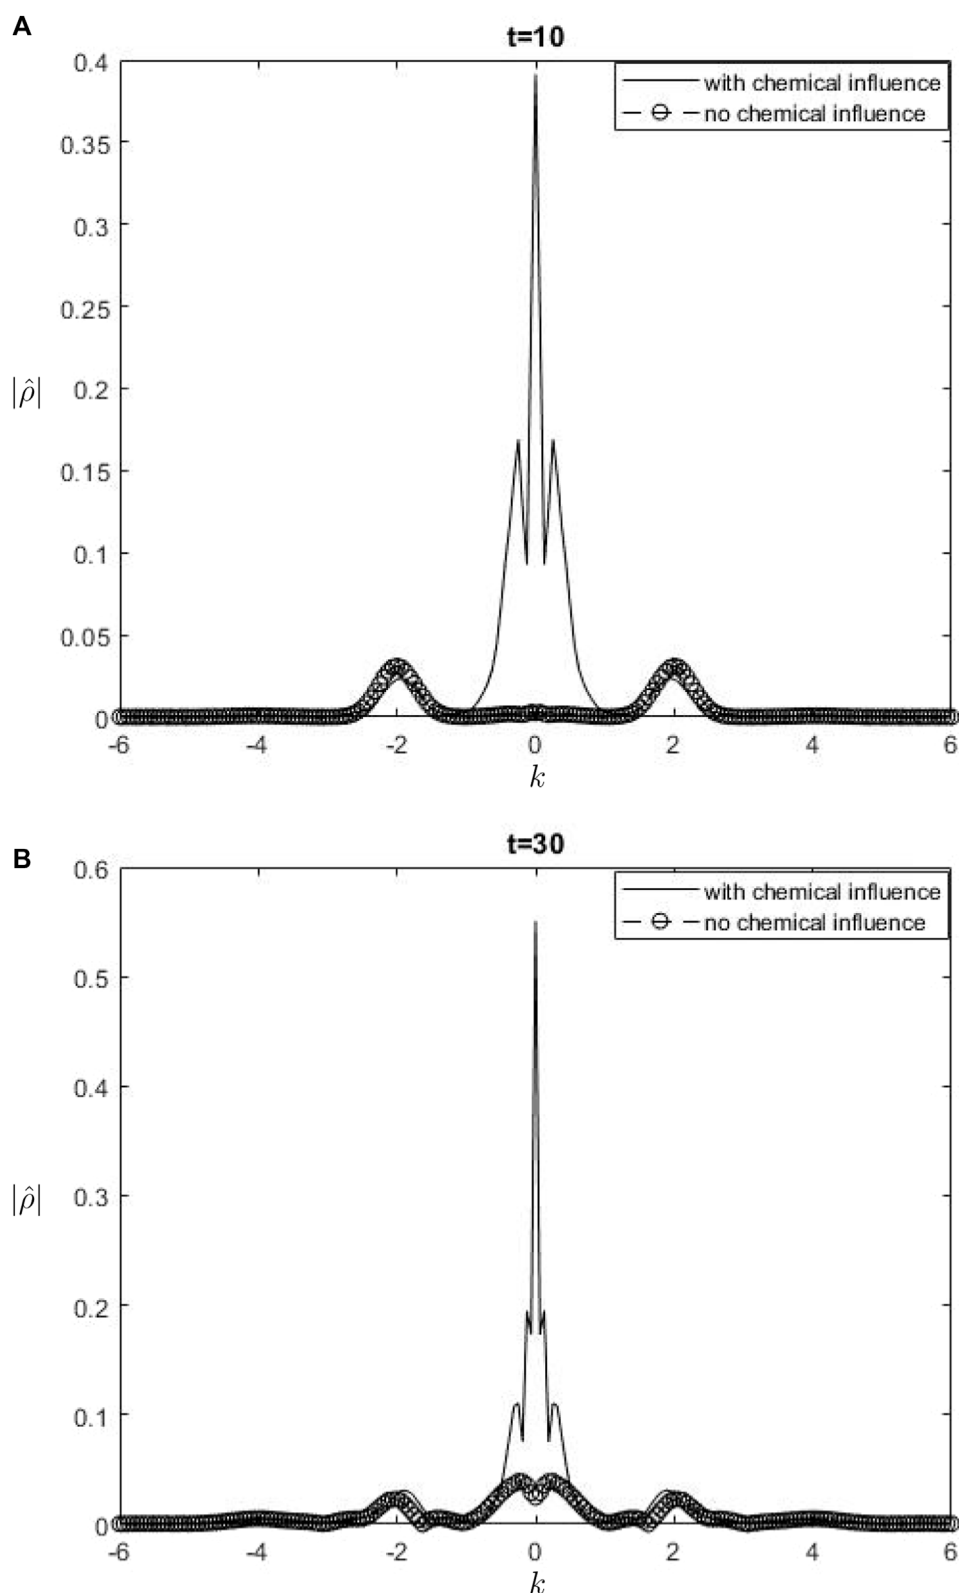 A
t=10
with chemical influence
no chemical influence
0.4
0.35
0.3
0.25
0.2
0.15
0.1
0.05
0
|ρ̂|
-6 -4 -2 0 2 4 6
k
B
t=30
with chemical influence
no chemical influence
0.6
0.5
0.4
0.3
0.2
0.1
0
|ρ̂|
-6 -4 -2 0 2 4 6
k